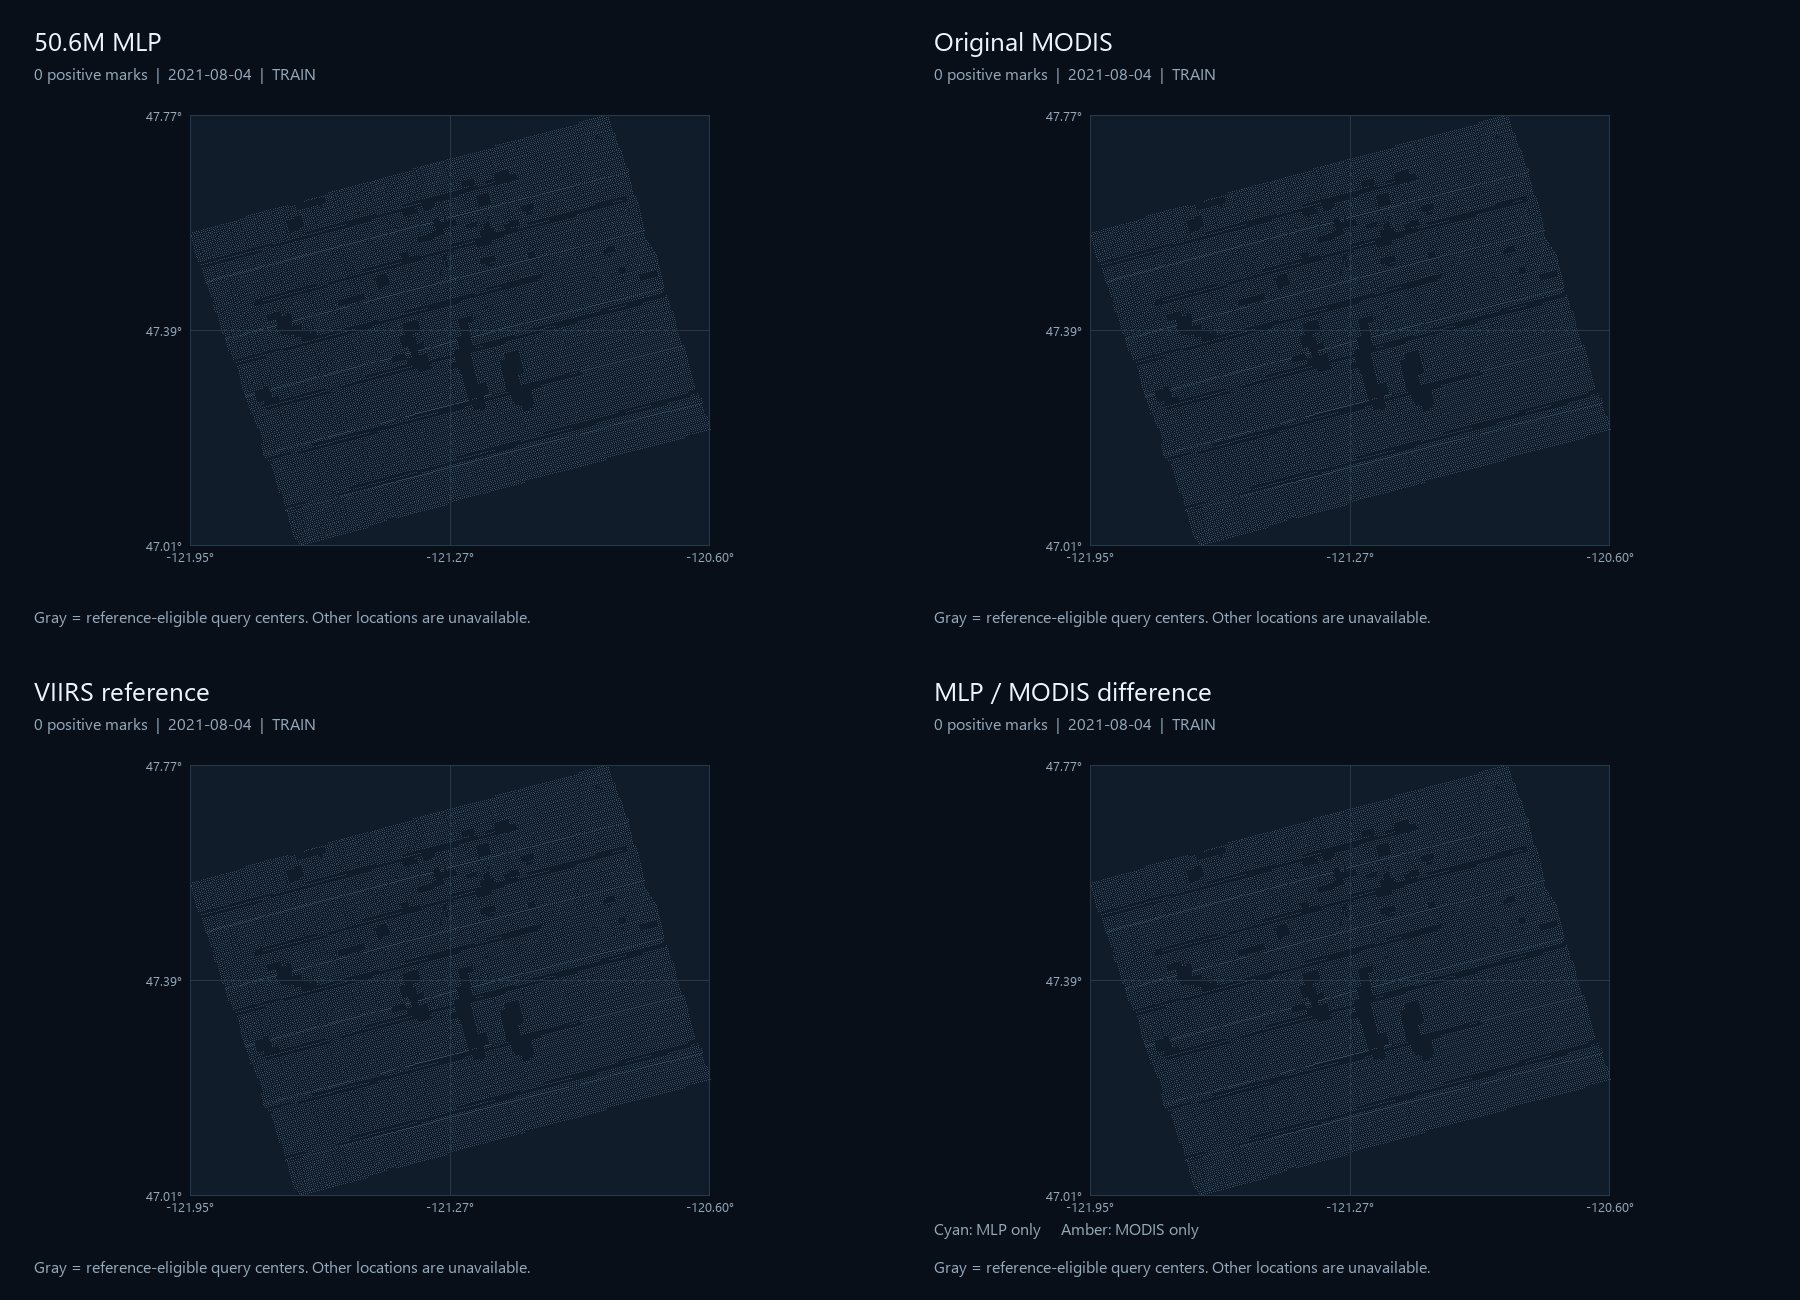 50.6M MLP
0 positive marks | 2021-08-04 | TRAIN
47.77°
47.39°
47.01°
-121.95°
-121.27°
-120.60°
Gray = reference-eligible query centers. Other locations are unavailable.
Original MODIS
0 positive marks | 2021-08-04 | TRAIN
47.77°
47.39°
47.01°
-121.95°
-121.27°
-120.60°
Gray = reference-eligible query centers. Other locations are unavailable.
VIIRS reference
0 positive marks | 2021-08-04 | TRAIN
47.77°
47.39°
47.01°
-121.95°
-121.27°
-120.60°
Gray = reference-eligible query centers. Other locations are unavailable.
MLP / MODIS difference
0 positive marks | 2021-08-04 | TRAIN
47.77°
47.39°
47.01°
-121.95°
-121.27°
-120.60°
Cyan: MLP only Amber: MODIS only
Gray = reference-eligible query centers. Other locations are unavailable.